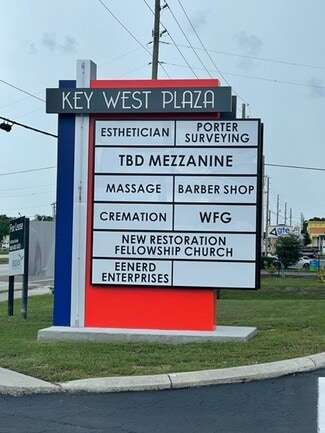 KEY WEST PLAZA
ESTHETICIAN
PORTER
SURVEYING
TBD MEZZANINE
MASSAGE
BARBER SHOP
CREMATION
WFG
NEW RESTORATION
FELLOWSHIP CHURCH
EENERD
ENTERPRISES